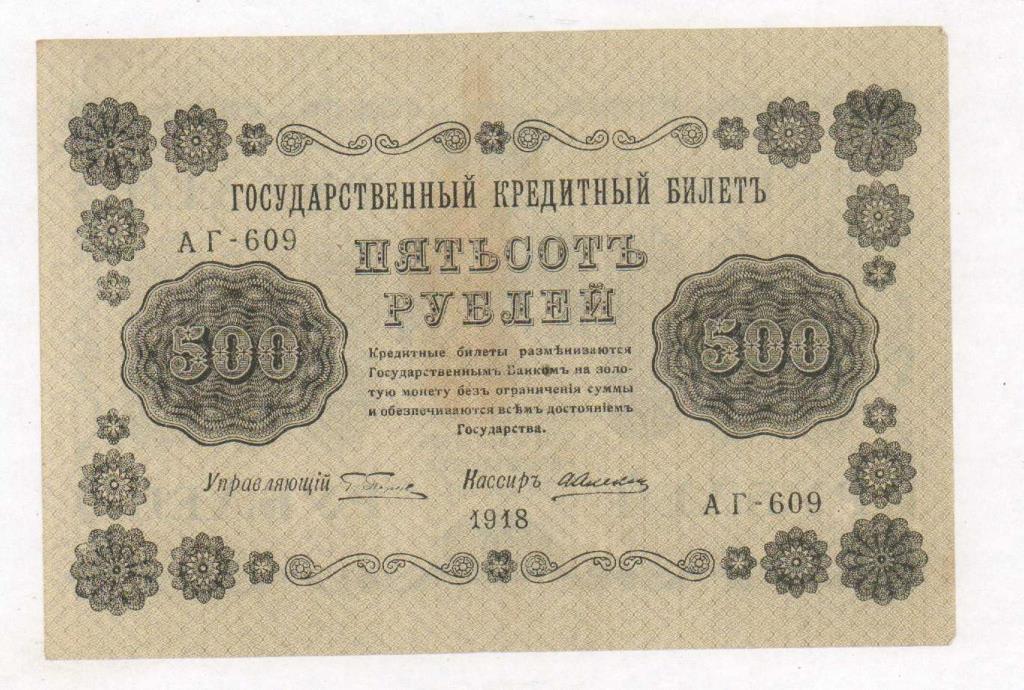 ГОСУДАРСТВЕННЫЙ КРЕДИТНЫЙ БИЛЕТЪ
АГ-609
ПЯТЬСОТЪ
РУБЛЕЙ
500
500
Кредитные билеты размѣниваются
Государственнымъ Банкомъ на золо-
тую монету безъ ограниченія суммы
и обезпечиваются всѣмъ достояніемъ
Государства.
Управляющій
Кассиръ
1918
АГ-609